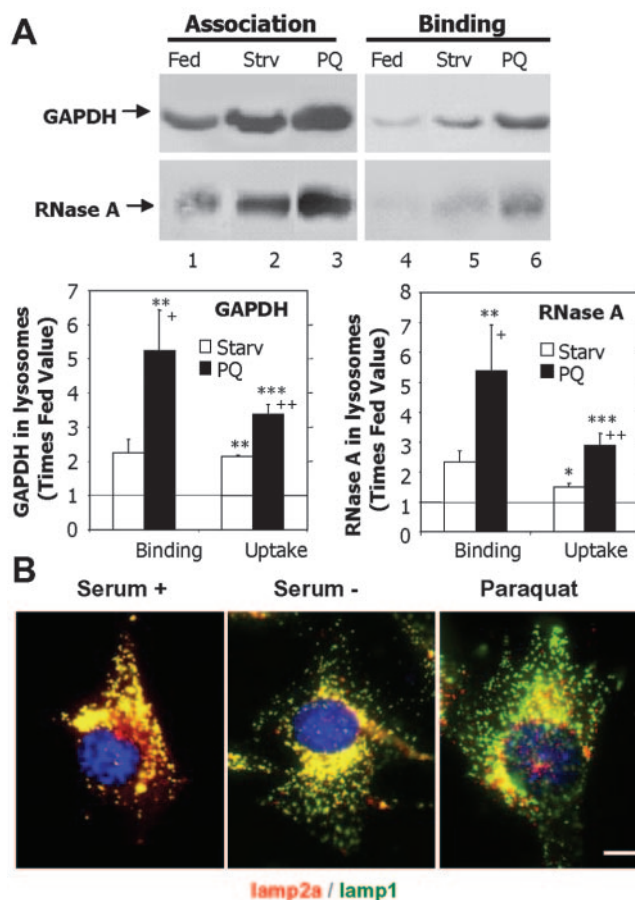 A
Association Binding
Fed Strv PQ Fed Strv PQ
GAPDH
RNase A
1 2 3 4 5 6
GAPDH in lysosomes
(Times Fed Value)
7
6
5
4
3
2
1
0
** +
GAPDH
Starv
PQ
**
*** ++
Binding Uptake
RNase A in lysosomes
(Times Fed Value)
8
7
6
5
4
3
2
1
0
** +
RNase A
Starv
PQ
*
*** ++
Binding Uptake
B
Serum + Serum - Paraquat
lamp2a / lamp1